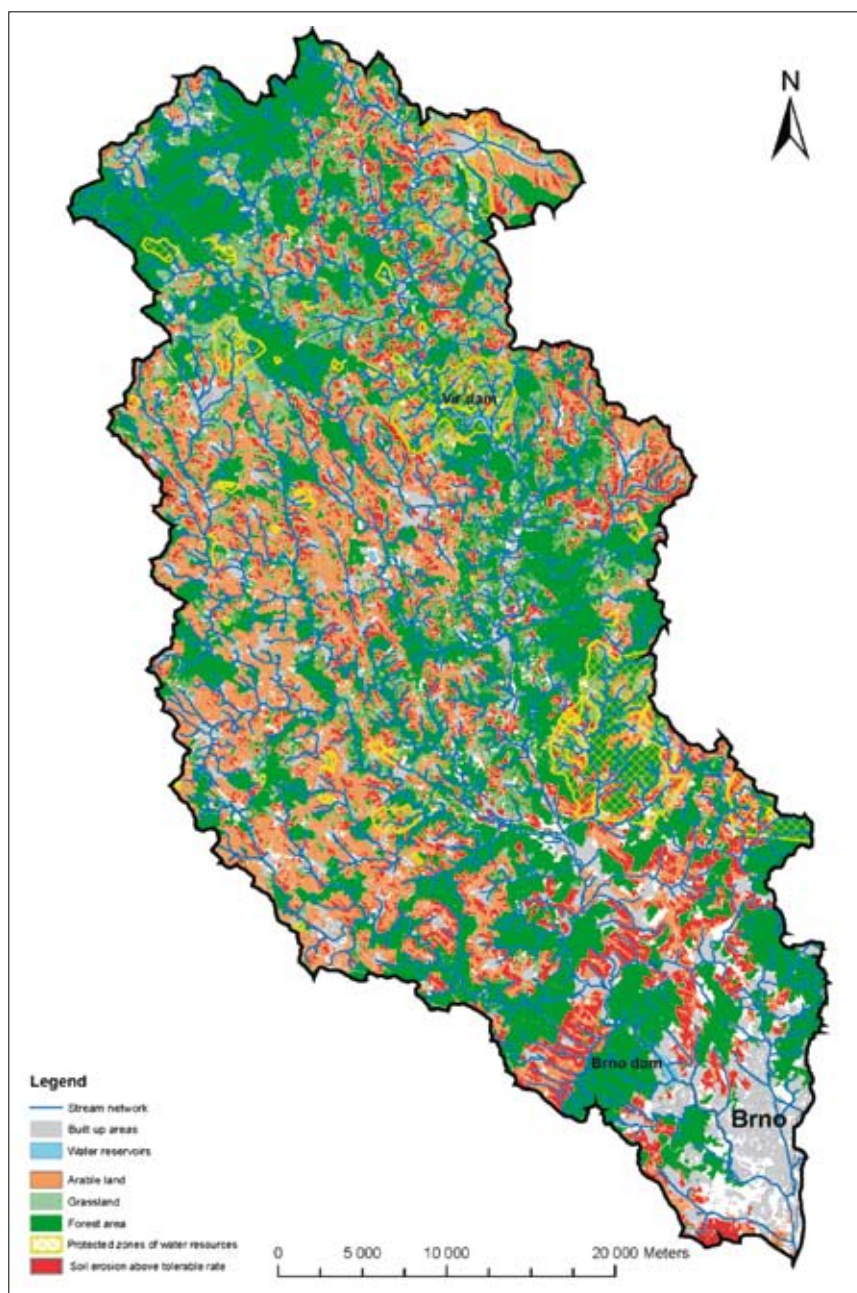 N
Vír dam
Brno dam
Brno
Legend
Stream network
Built up areas
Water reservoirs
Arable land
Grassland
Forest area
Protected zones of water resources
Soil erosion above tolerable rate
0 5 000 10 000 20 000 Meters